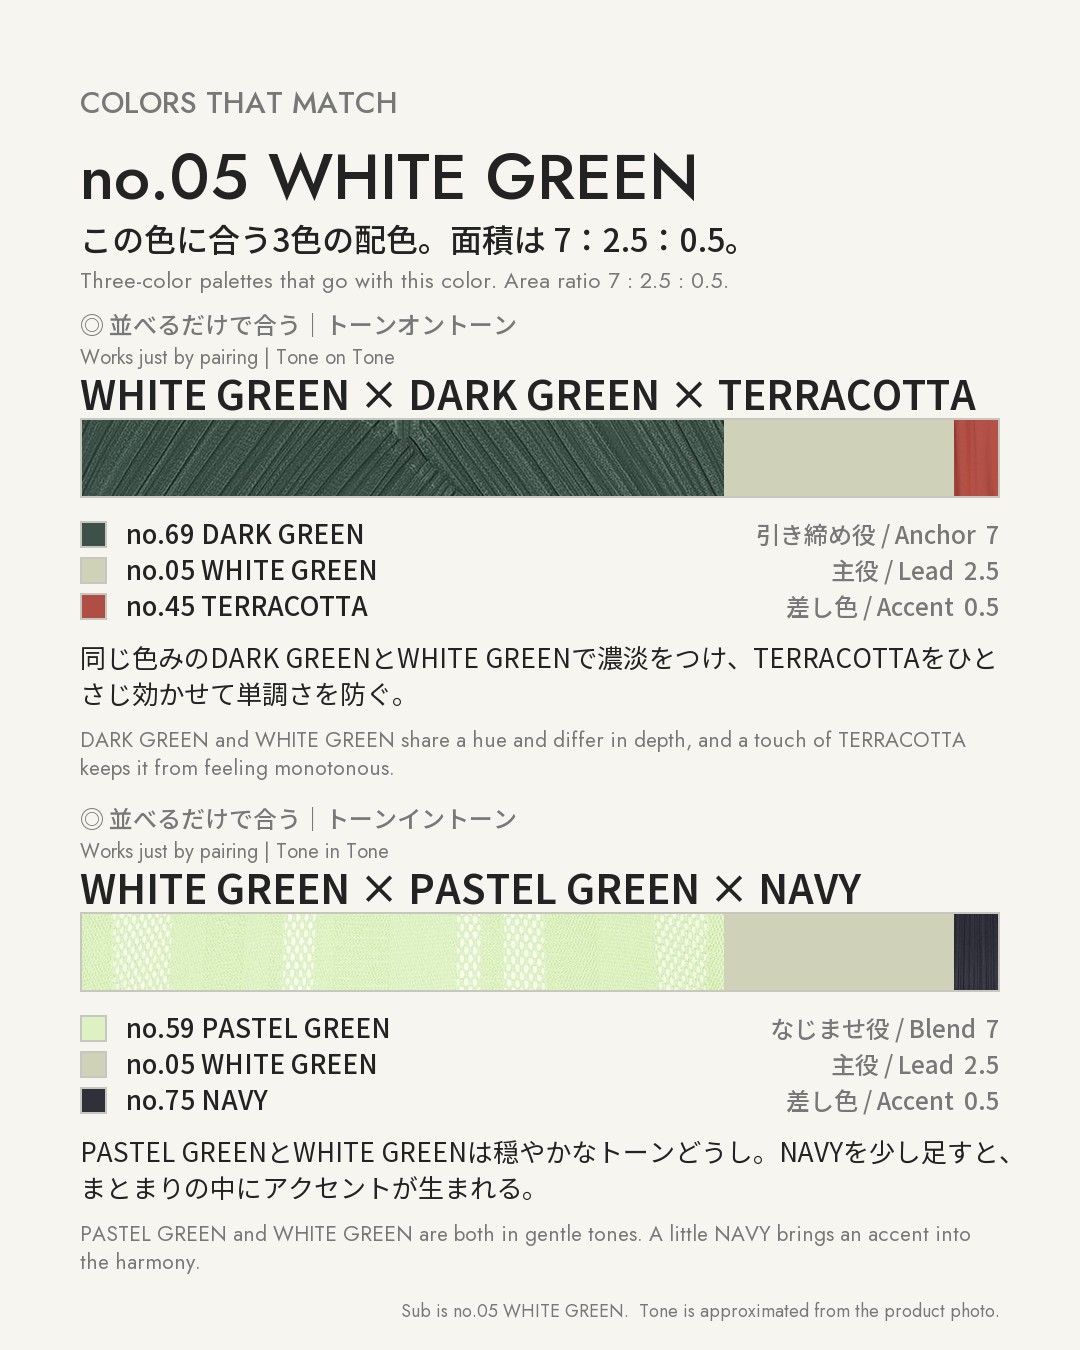 COLORS THAT MATCH
no.05 WHITE GREEN
この色に合う3色の配色。面積は 7：2.5：0.5。
Three-color palettes that go with this color. Area ratio 7 : 2.5 : 0.5.
◎ 並べるだけで合う｜トーンオントーン
Works just by pairing | Tone on Tone
WHITE GREEN × DARK GREEN × TERRACOTTA
no.69 DARK GREEN 引き締め役 / Anchor 7
no.05 WHITE GREEN 主役 / Lead 2.5
no.45 TERRACOTTA 差し色 / Accent 0.5
同じ色みのDARK GREENとWHITE GREENで濃淡をつけ、TERRACOTTAをひと
さじ効かせて単調さを防ぐ。
DARK GREEN and WHITE GREEN share a hue and differ in depth, and a touch of TERRACOTTA
keeps it from feeling monotonous.
◎ 並べるだけで合う｜トーンイントーン
Works just by pairing | Tone in Tone
WHITE GREEN × PASTEL GREEN × NAVY
no.59 PASTEL GREEN なじませ役 / Blend 7
no.05 WHITE GREEN 主役 / Lead 2.5
no.75 NAVY 差し色 / Accent 0.5
PASTEL GREENとWHITE GREENは穏やかなトーンどうし。NAVYを少し足すと、
まとまりの中にアクセントが生まれる。
PASTEL GREEN and WHITE GREEN are both in gentle tones. A little NAVY brings an accent into
the harmony.
Sub is no.05 WHITE GREEN. Tone is approximated from the product photo.